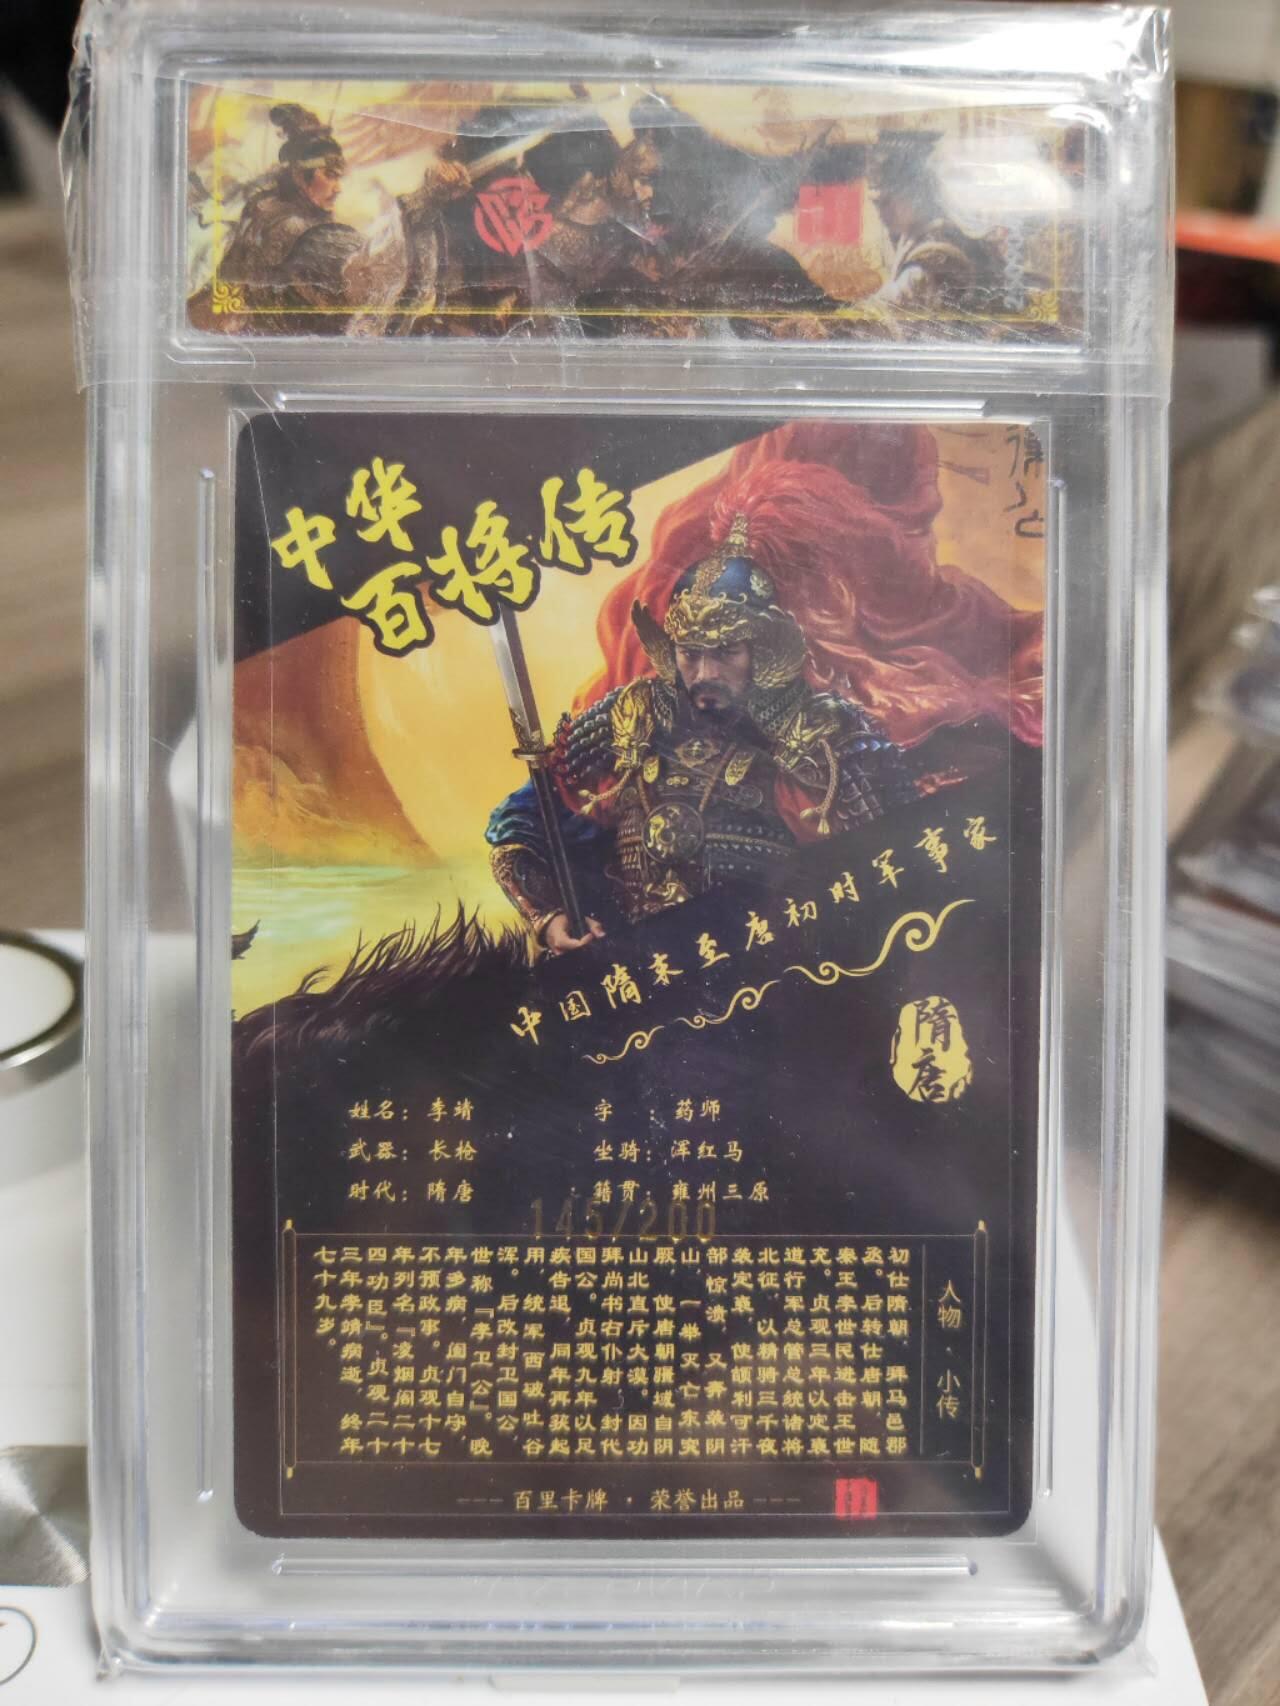 中华
百将传
中国隋末至唐初时军事家
隋唐
姓名：李靖
字：药师
武器：长枪
坐骑：浑红马
时代：隋唐
籍贯：雍州三原
145/200
人物·小传
初仕隋朝，拜马邑郡
丞。后转仕唐朝，随
秦王李世民进击王世
充。贞观三年以定襄
道行军总管总统诸将
北征，以精骑三千夜
袭定襄，使颉利可汗
部惊溃，又奔袭阴
山，一举灭亡东突
厥，使唐朝疆域自阴
山北直斥大漠。因功
拜尚书右仆射，封代
国公。贞观九年以足
疾告退，同年再获起
用，统军西破吐谷
浑。后改封卫国公，
世称『李卫公』。晚
年多病，阖门自守，
不预政事。贞观十七
年列名『凌烟阁二十
四功臣』。贞观二十
三年李靖病逝，终年
七十九岁。
---百里卡牌·荣誉出品---